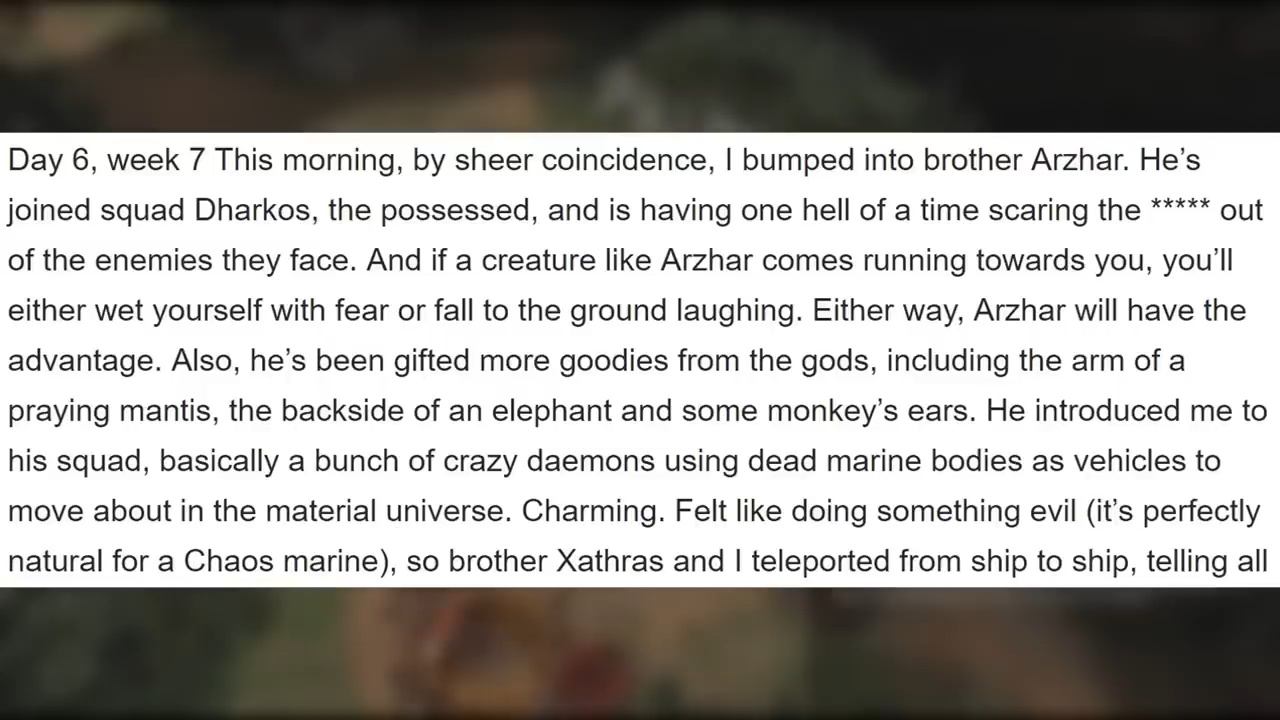 Day 6, week 7 This morning, by sheer coincidence, I bumped into brother Arzhar. He’s
joined squad Dharkos, the possessed, and is having one hell of a time scaring the ***** out
of the enemies they face. And if a creature like Arzhar comes running towards you, you’ll
either wet yourself with fear or fall to the ground laughing. Either way, Arzhar will have the
advantage. Also, he’s been gifted more goodies from the gods, including the arm of a
praying mantis, the backside of an elephant and some monkey’s ears. He introduced me to
his squad, basically a bunch of crazy daemons using dead marine bodies as vehicles to
move about in the material universe. Charming. Felt like doing something evil (it’s perfectly
natural for a Chaos marine), so brother Xathras and I teleported from ship to ship, telling all